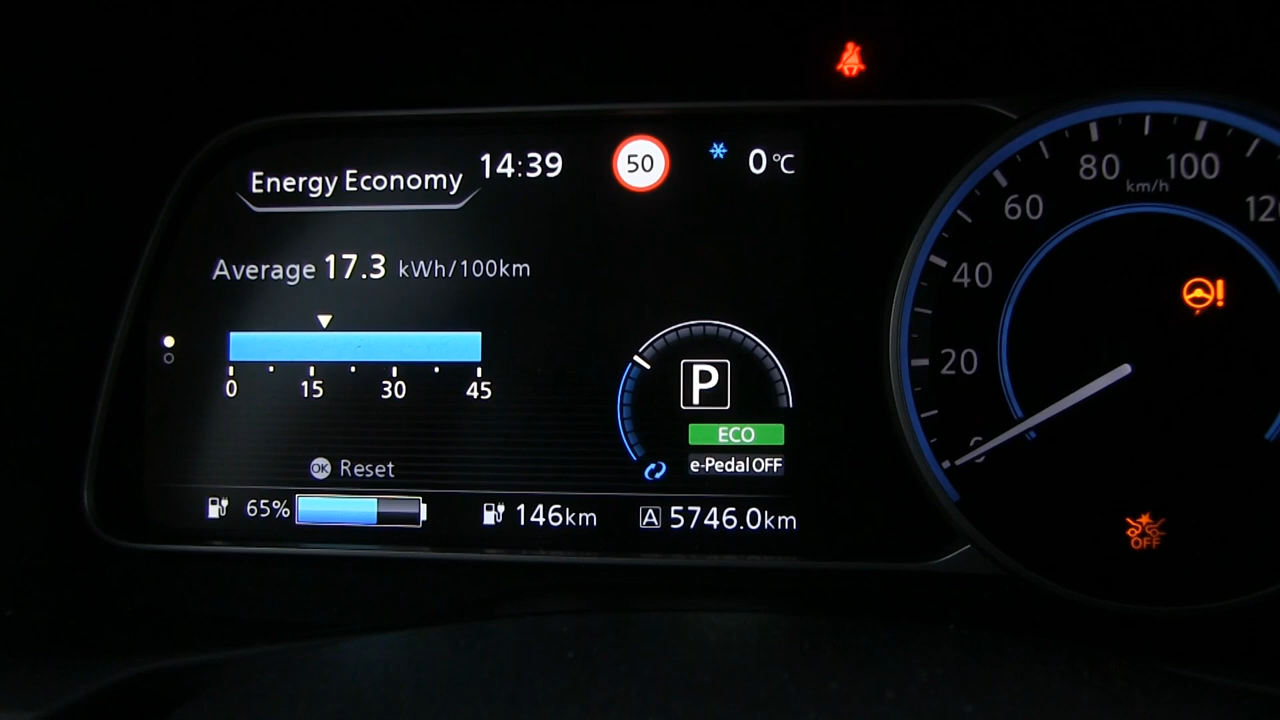 Energy Economy 14:39 50 0°C
Average 17.3 kWh/100km
0 15 30 45
P
ECO
e-Pedal OFF
OK Reset
65% 146km A 5746.0km
0 20 40 60 80 100
km/h
OFF